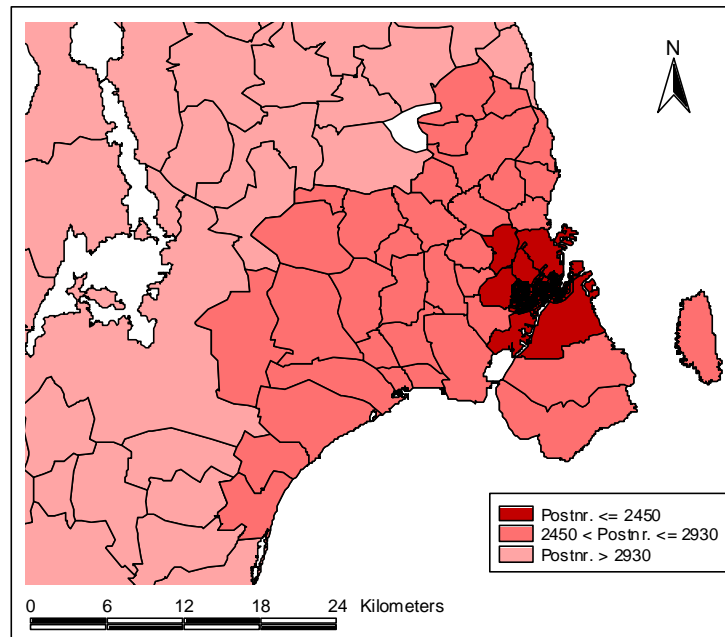 N
Postnr. <= 2450
2450 < Postnr. <= 2930
Postnr. > 2930
0 6 12 18 24 Kilometers